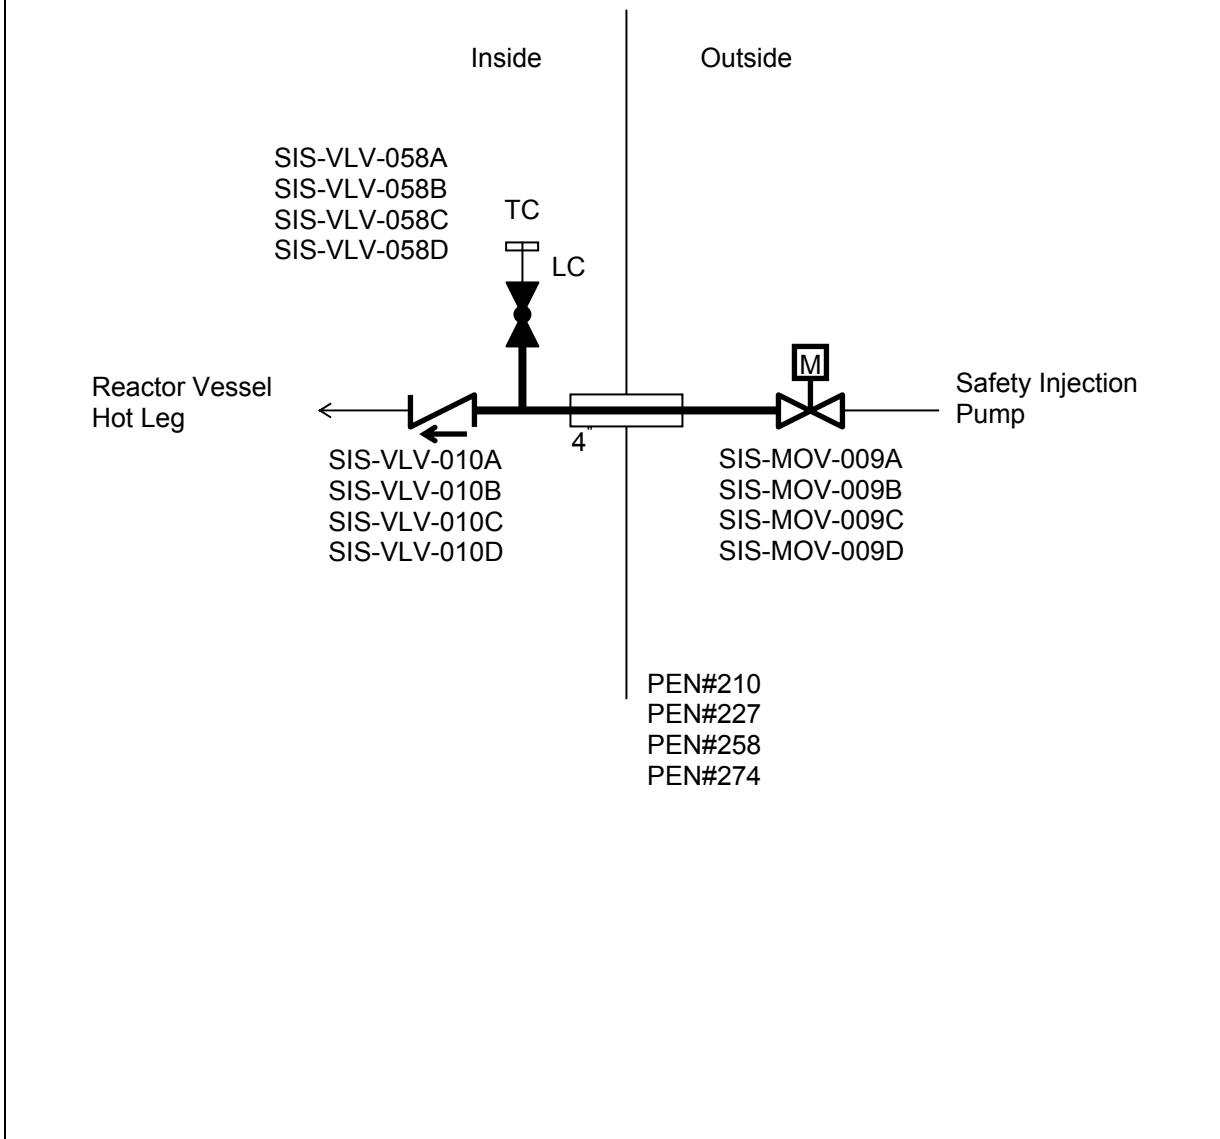 Inside
Outside
SIS-VLV-058A
SIS-VLV-058B
SIS-VLV-058C
SIS-VLV-058D
TC
LC
M
Reactor Vessel
Hot Leg
Safety Injection
Pump
4"
SIS-VLV-010A
SIS-VLV-010B
SIS-VLV-010C
SIS-VLV-010D
SIS-MOV-009A
SIS-MOV-009B
SIS-MOV-009C
SIS-MOV-009D
PEN#210
PEN#227
PEN#258
PEN#274